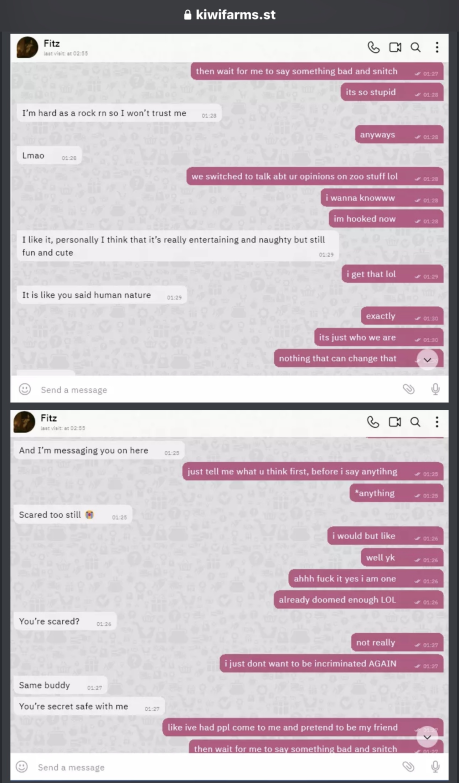 kiwifarms.st
Fitz
last visit: at 02:55
then wait for me to say something bad and snitch
01:27
its so stupid
01:28
I'm hard as a rock rn so I won't trust me
01:28
anyways
01:28
Lmao
01:28
we switched to talk abt ur opinions on zoo stuff lol
01:28
i wanna knowww
01:28
im hooked now
01:28
I like it, personally I think that it's really entertaining and naughty but still
fun and cute
01:29
i get that lol
01:29
It is like you said human nature
01:29
exactly
01:30
its just who we are
01:30
nothing that can change that
Send a message
Fitz
last visit: at 02:55
And I'm messaging you on here
01:25
just tell me what u think first, before i say anytihng
01:25
*anything
01:25
Scared too still
01:25
i would but like
01:26
well yk
01:26
ahhh fuck it yes i am one
01:26
already doomed enough LOL
01:26
You're scared?
01:26
not really
01:27
i just dont want to be incriminated AGAIN
01:27
Same buddy
01:27
You're secret safe with me
01:27
like ive had ppl come to me and pretend to be my friend
then wait for me to say something bad and snitch
Send a message